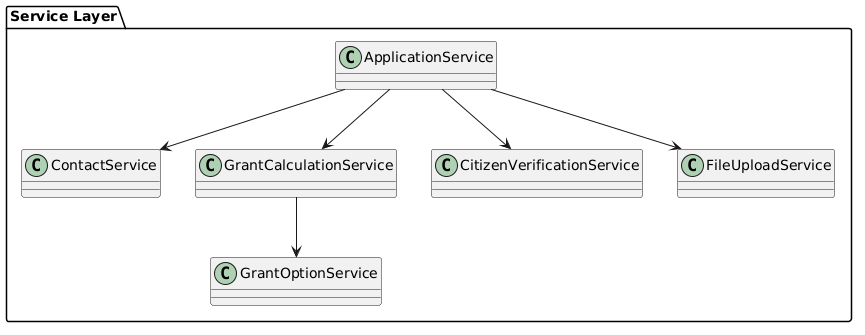 Service Layer
C ApplicationService
C ContactService
C GrantCalculationService
C CitizenVerificationService
C FileUploadService
C GrantOptionService